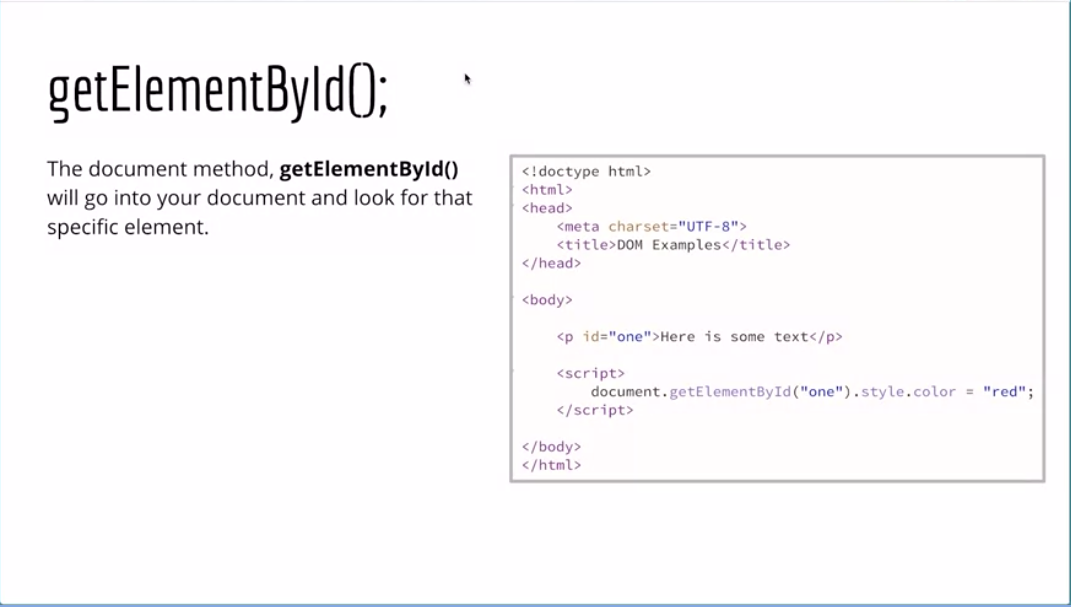 getElementById();
The document method, getElementById()
will go into your document and look for that
specific element.
<!doctype html>
<html>
<head>
    <meta charset="UTF-8">
    <title>DOM Examples</title>
</head>
<body>
    <p id="one">Here is some text</p>
    <script>
        document.getElementById("one").style.color = "red";
    </script>
</body>
</html>